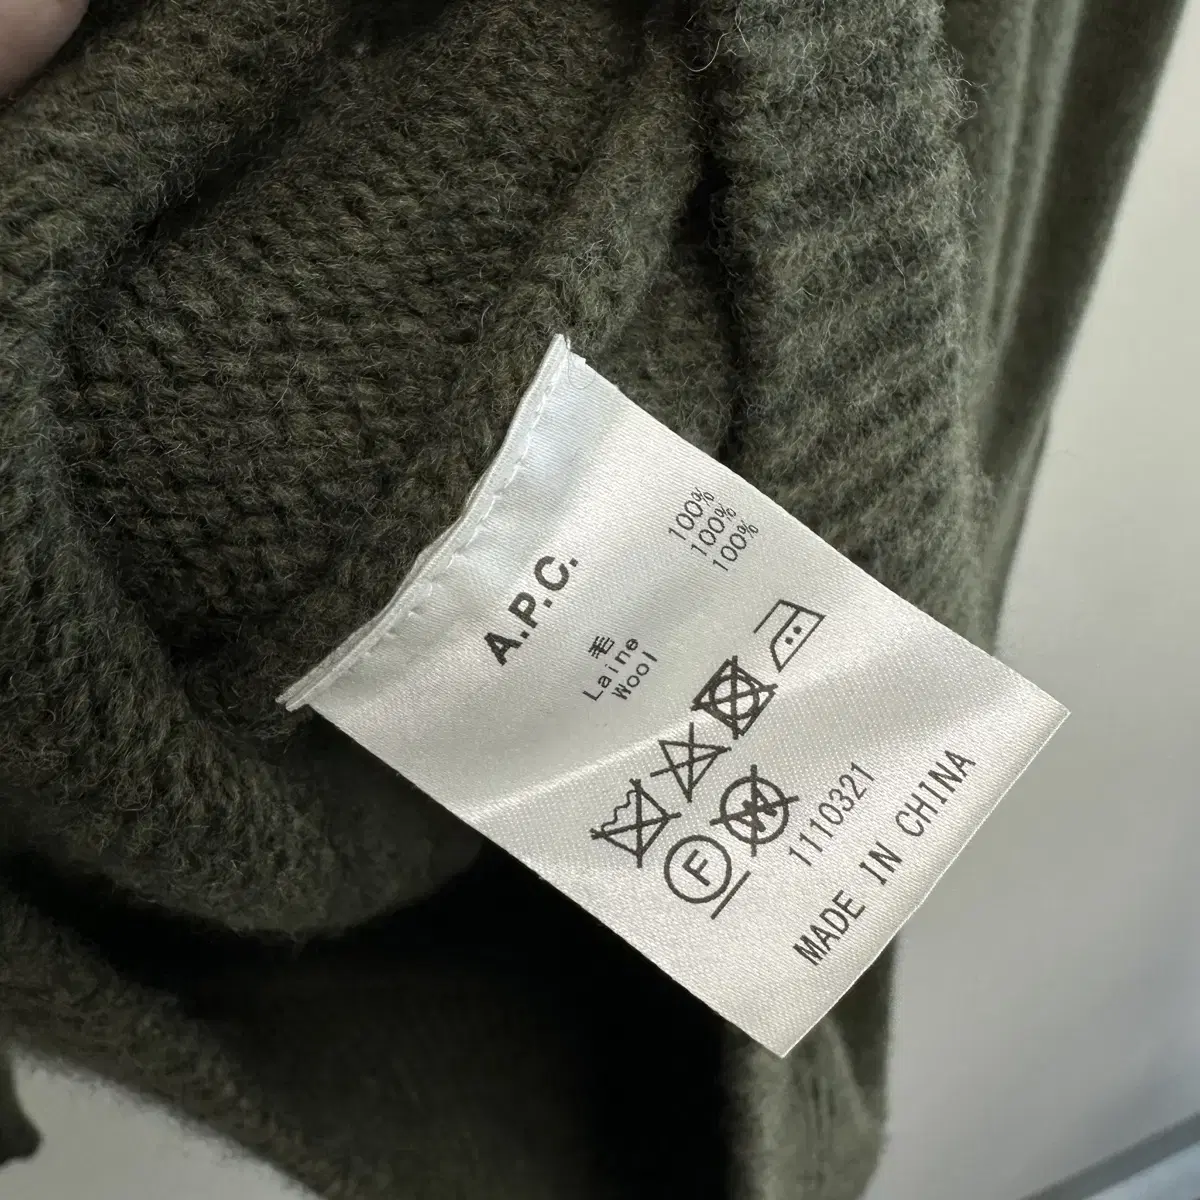 A.P.C.
毛 100%
Laine 100%
Wool 100%
F
W
1110321
MADE IN CHINA